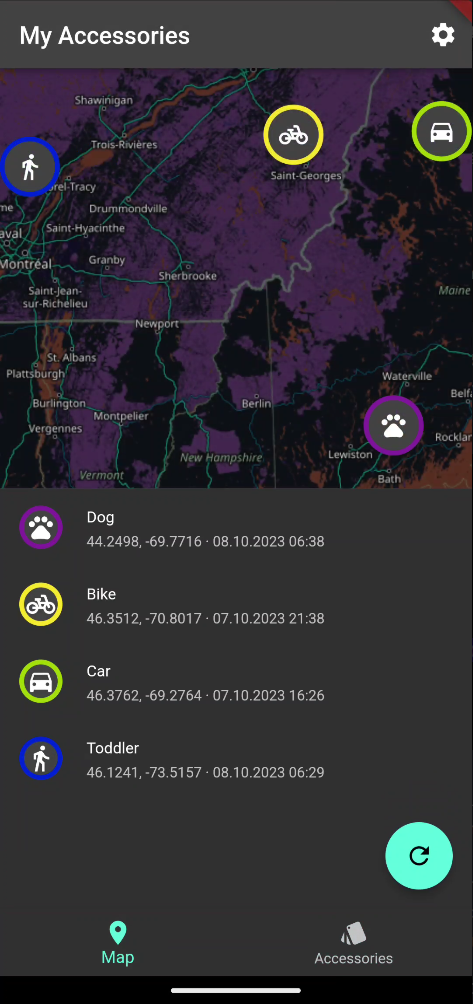 My Accessories
Shawinigan
Trois-Rivières
Saint-Georges
orel-Tracy
Drummondville
me
Saint-Hyacinthe
aval
Montréal
Granby
Sherbrooke
Saint-Jean-
sur-Richelieu
Maine
Newport
St. Albans
Plattsburgh
Waterville
Burlington
Berlin
Belf
Montpelier
Vergennes
Rocklar
New Hampshire
Lewiston
Vermont
Bath
Dog
44.2498, -69.7716 · 08.10.2023 06:38
Bike
46.3512, -70.8017 · 07.10.2023 21:38
Car
46.3762, -69.2764 · 07.10.2023 16:26
Toddler
46.1241, -73.5157 · 08.10.2023 06:29
Map
Accessories